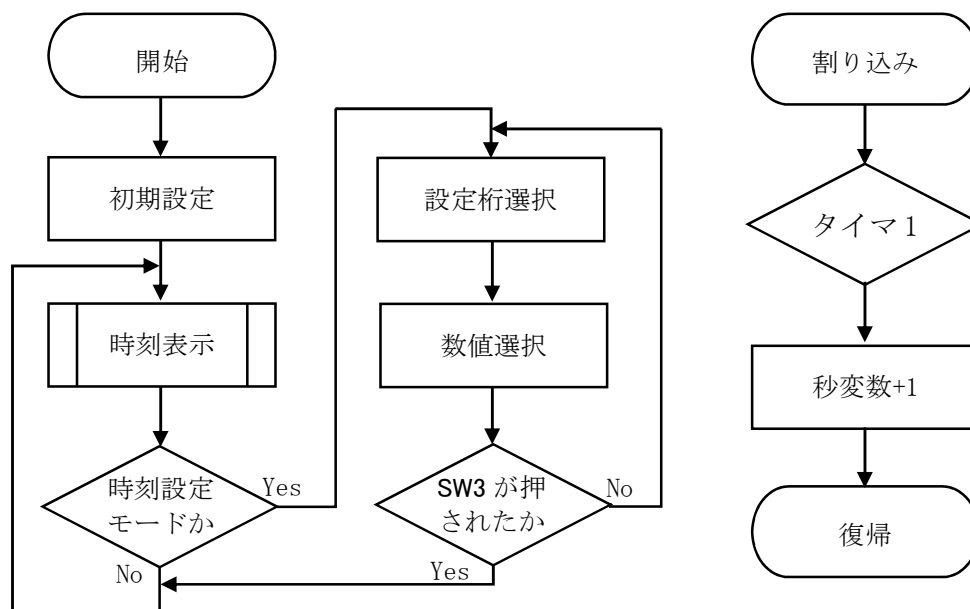 開始
初期設定
時刻表示
時刻設定
モードか
Yes
No
設定桁選択
数値選択
SW3 が押
されたか
No
Yes
割り込み
タイマ 1
秒変数+1
復帰